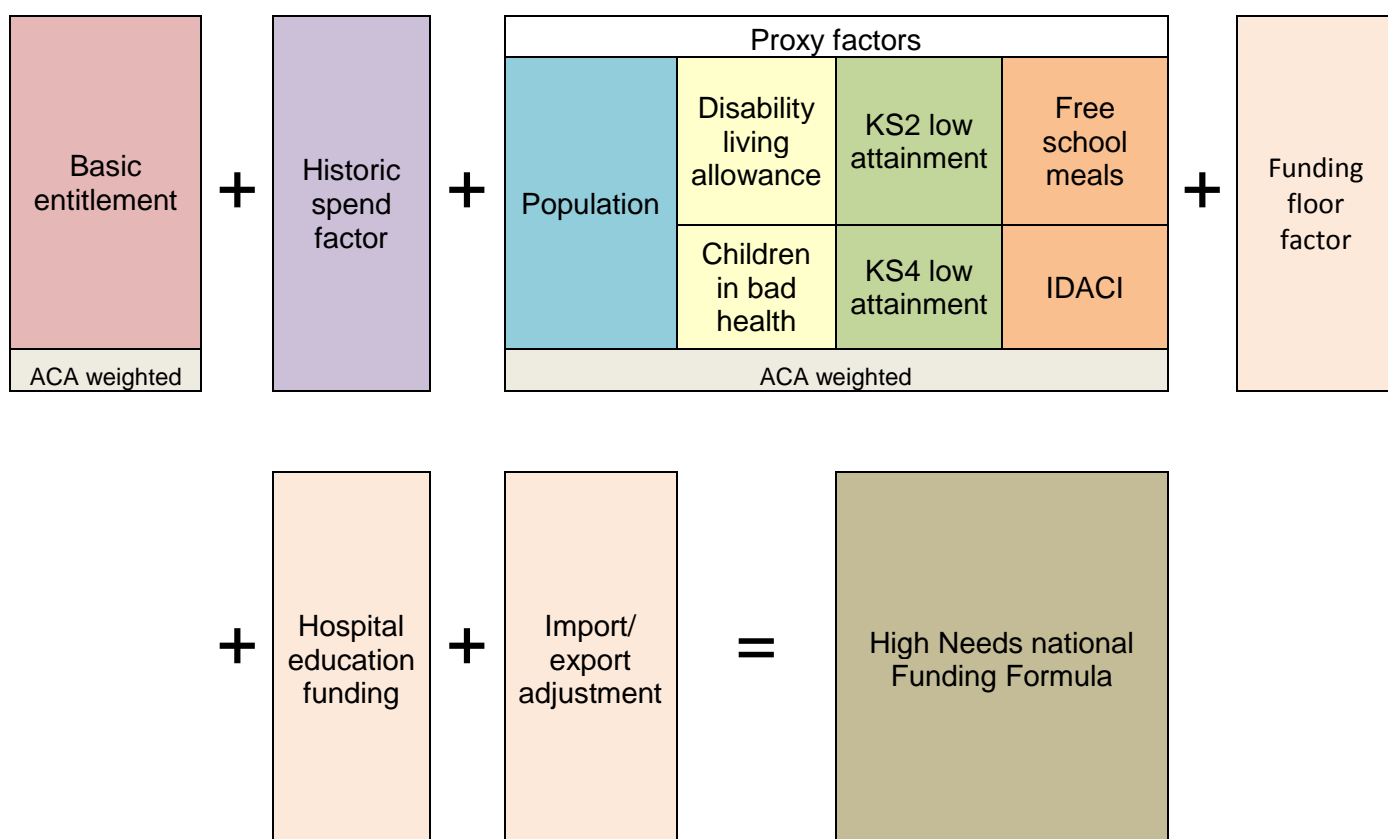 Basic
entitlement
ACA weighted
+
Historic
spend
factor
+
Proxy factors
Population
Disability
living
allowance
Children
in bad
health
KS2 low
attainment
KS4 low
attainment
Free
school
meals
IDACI
ACA weighted
+
Funding
floor
factor
+
Hospital
education
funding
+
Import/
export
adjustment
=
High Needs national
Funding Formula